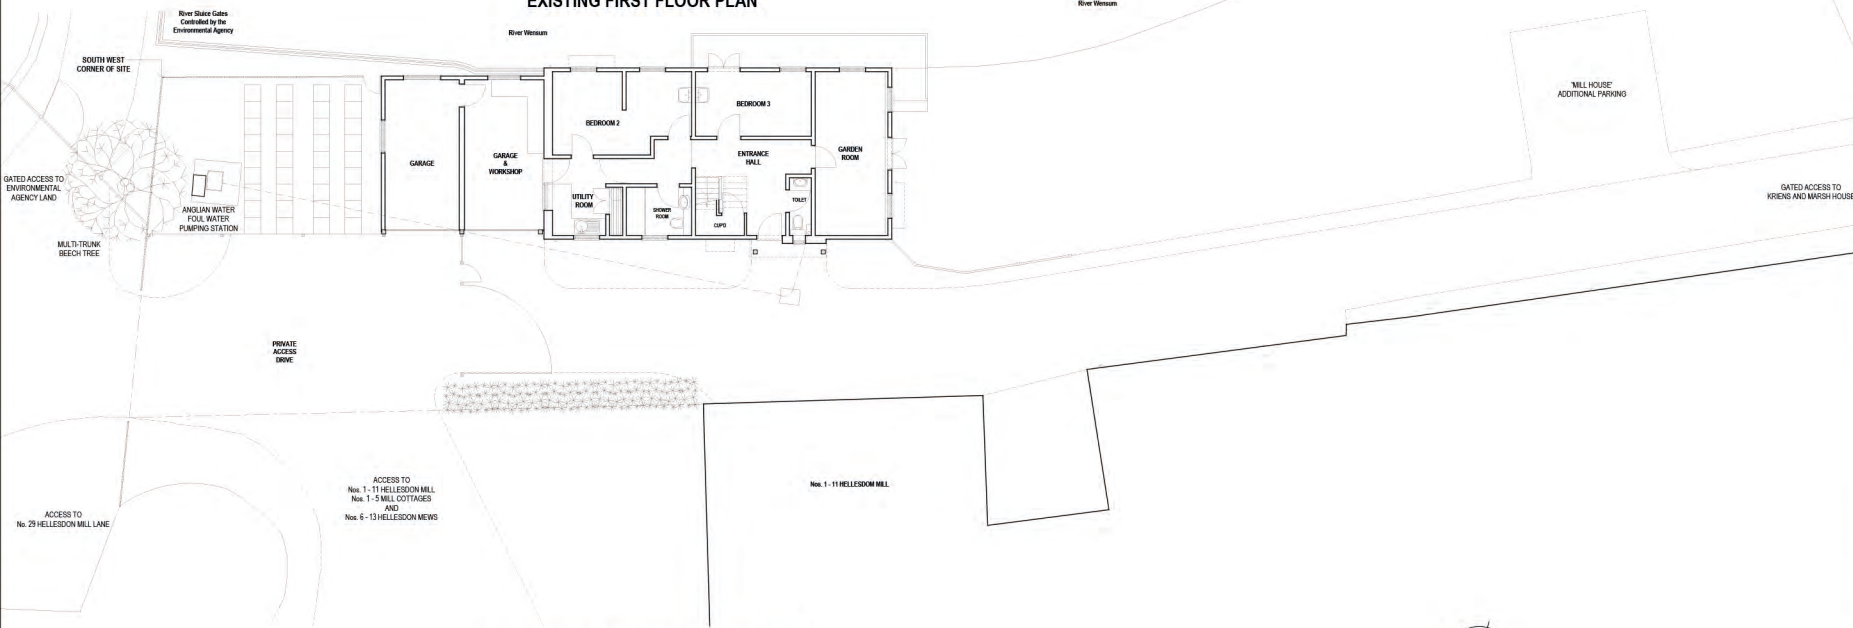 EXISTING FIRST FLOOR PLAN
River Sluice Gates
Controlled by the
Environmental Agency
River Wensum
River Wensum
SOUTH WEST
CORNER OF SITE
'MILL HOUSE'
ADDITIONAL PARKING
BEDROOM 2
BEDROOM 3
GARAGE
GARAGE
&
WORKSHOP
ENTRANCE
HALL
GARDEN
ROOM
GATED ACCESS TO
ENVIRONMENTAL
AGENCY LAND
GATED ACCESS TO
KRIENS AND MARSH HOUSE
UTILITY
ROOM
SHOWER
ROOM
TOILET
CUP'D
ANGLIAN WATER
FOUL WATER
PUMPING STATION
MULTI-TRUNK
BEECH TREE
PRIVATE
ACCESS
DRIVE
ACCESS TO
Nos. 1 - 11 HELLESDON MILL
Nos. 1 - 5 MILL COTTAGES
AND
Nos. 6 - 13 HELLESDON MEWS
Nos. 1 - 11 HELLESDOM MILL
ACCESS TO
No. 29 HELLESDON MILL LANE